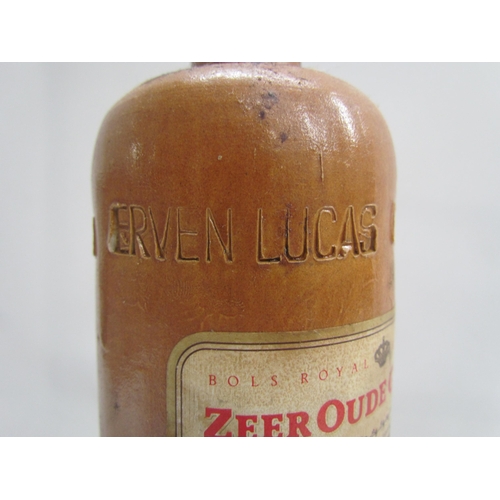 ERVEN LUCAS
BOLS ROYAL
ZEER OUDE